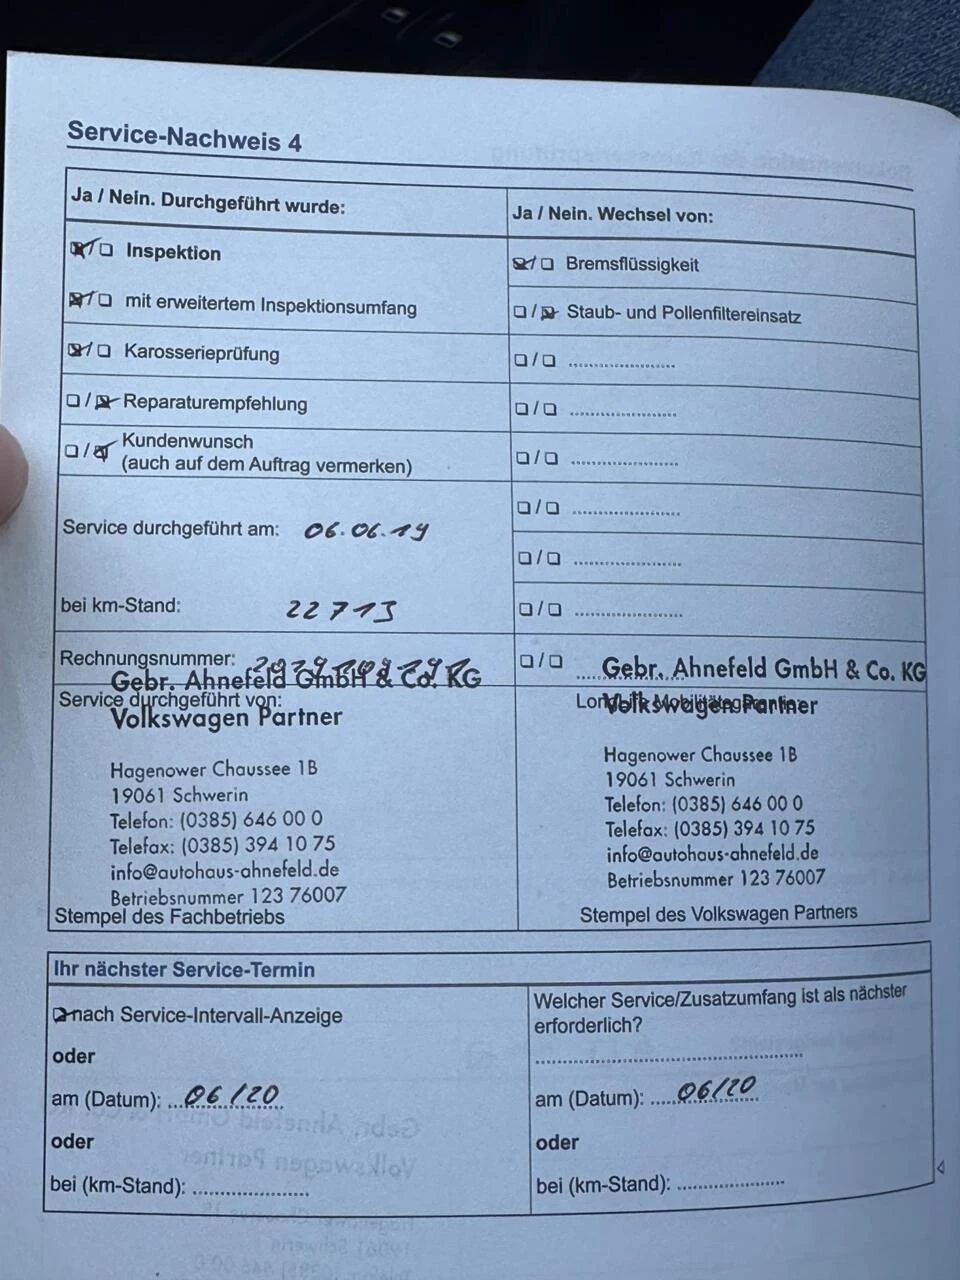 Service-Nachweis 4
Ja / Nein. Durchgeführt wurde:
Inspektion
mit erweitertem Inspektionsumfang
Karosserieprüfung
Reparaturempfehlung
Kundenwunsch
(auch auf dem Auftrag vermerken)
Service durchgeführt am: 06.06.19
bei km-Stand: 22713
Rechnungsnummer:
Gebr. Ahnefeld GmbH & Co. KG
Service durchgeführt von:
Volkswagen Partner
Hagenower Chaussee 1B
19061 Schwerin
Telefon: (0385) 646 00 0
Telefax: (0385) 394 10 75
info@autohaus-ahnefeld.de
Betriebsnummer 123 76007
Stempel des Fachbetriebs
Ja / Nein. Wechsel von:
Bremsflüssigkeit
Staub- und Pollenfiltereinsatz
Gebr. Ahnefeld GmbH & Co. KG
Volkswagen Partner
Hagenower Chaussee 1B
19061 Schwerin
Telefon: (0385) 646 00 0
Telefax: (0385) 394 10 75
info@autohaus-ahnefeld.de
Betriebsnummer 123 76007
Stempel des Volkswagen Partners
Ihr nächster Service-Termin
nach Service-Intervall-Anzeige
oder
am (Datum): 06/20
oder
bei (km-Stand):
Welcher Service/Zusatzumfang ist als nächster
erforderlich?
am (Datum): 06/20
oder
bei (km-Stand):